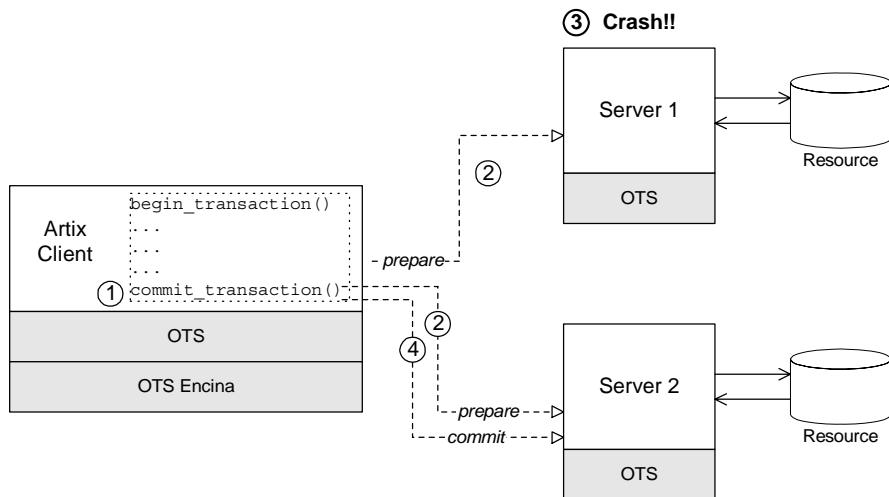 3 Crash!!
Server 1
Resource
OTS
2
begin_transaction()
Artix
Client
...
...
...
prepare
1 commit_transaction()
2
4
OTS
OTS Encina
Server 2
prepare
commit
Resource
OTS